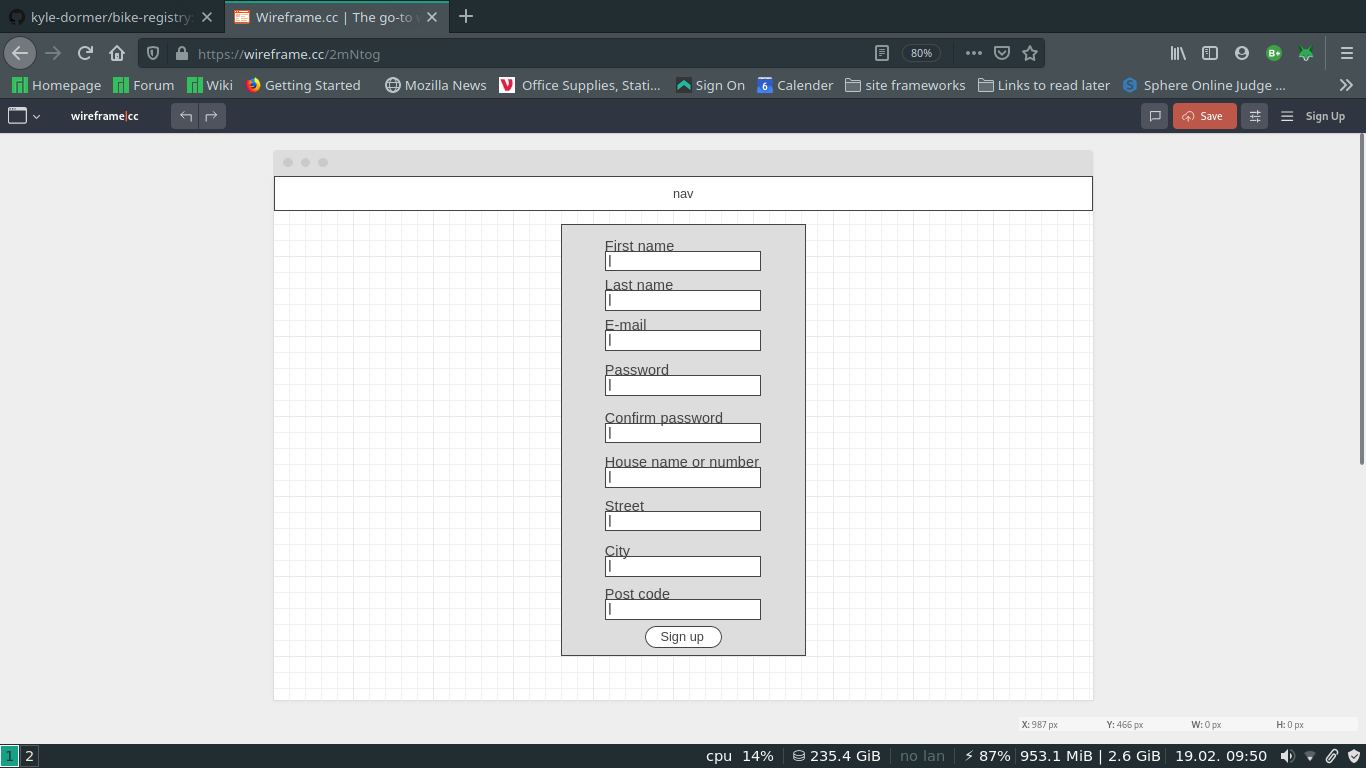 kyle-dormer/bike-registry
Wireframe.cc | The go-to
https://wireframe.cc/2mNtog
80%
Homepage Forum Wiki Getting Started Mozilla News Office Supplies, Stati... Sign On 6 Calender site frameworks Links to read later Sphere Online Judge ...
wireframe|cc Save Sign Up
nav
First name
Last name
E-mail
Password
Confirm password
House name or number
Street
City
Post code
Sign up
X: 987 px Y: 466 px W: 0 px H: 0 px
1 2 cpu 14% 235.4 GiB no lan 87% 953.1 MiB | 2.6 GiB 19.02. 09:50